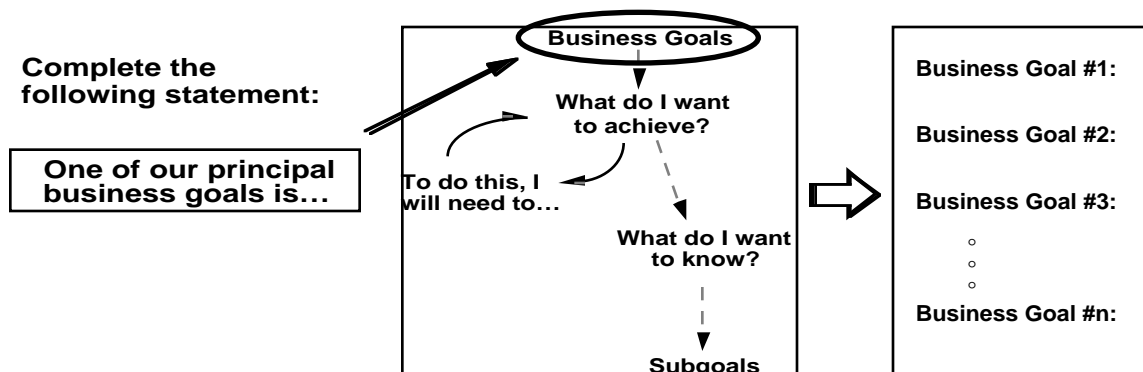 Complete the
following statement:
One of our principal
business goals is…
Business Goals
What do I want
to achieve?
To do this, I
will need to…
What do I want
to know?
Subgoals
Business Goal #1:
Business Goal #2:
Business Goal #3:
Business Goal #n: